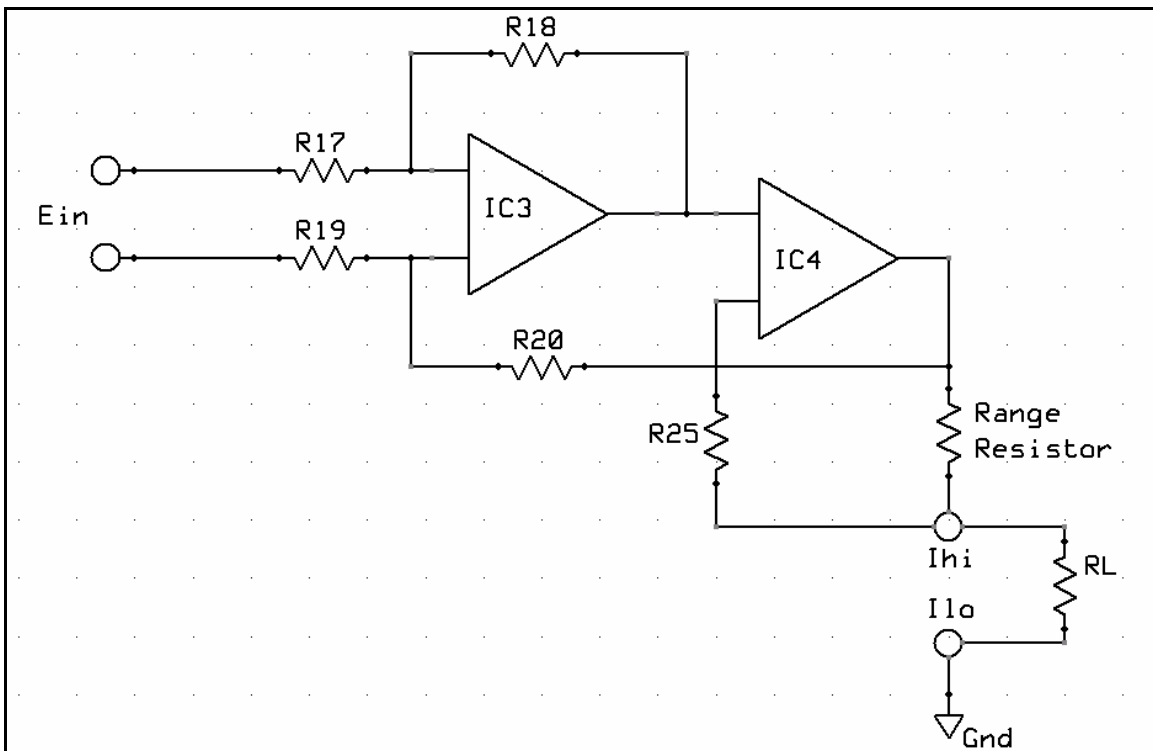 R18
R17
IC3
Ein
R19
IC4
R20
R25
Range
Resistor
Ihi
RL
Ilo
Gnd